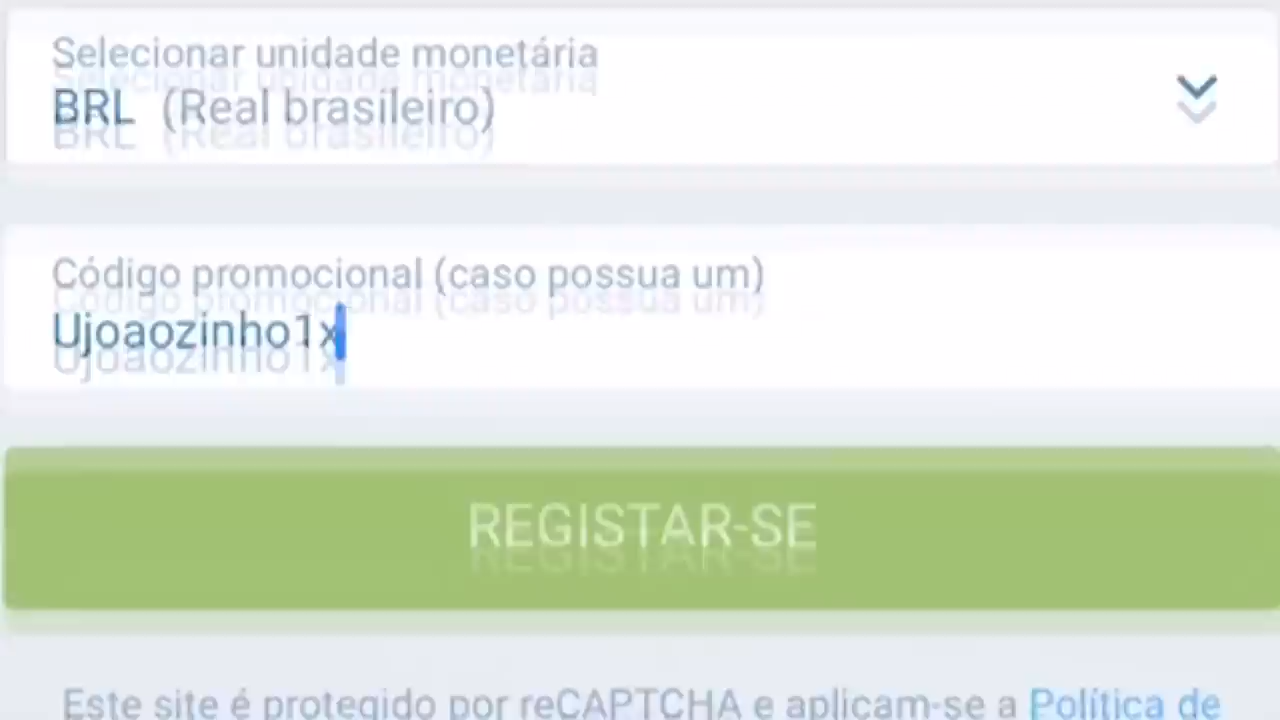 Selecionar unidade monetária
BRL (Real brasileiro)
Código promocional (caso possua um)
Ujoaozinho1x
REGISTAR-SE
Este site é protegido por reCAPTCHA e aplicam-se a Política de